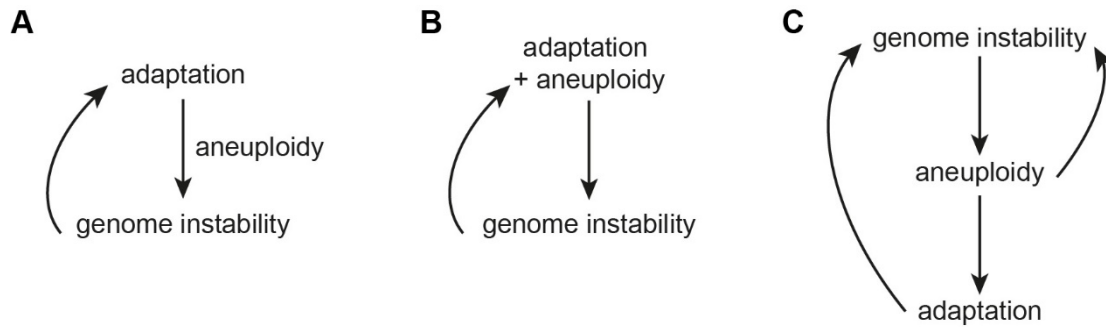 A
adaptation
aneuploidy
genome instability
B
adaptation
+ aneuploidy
genome instability
C
genome instability
aneuploidy
adaptation